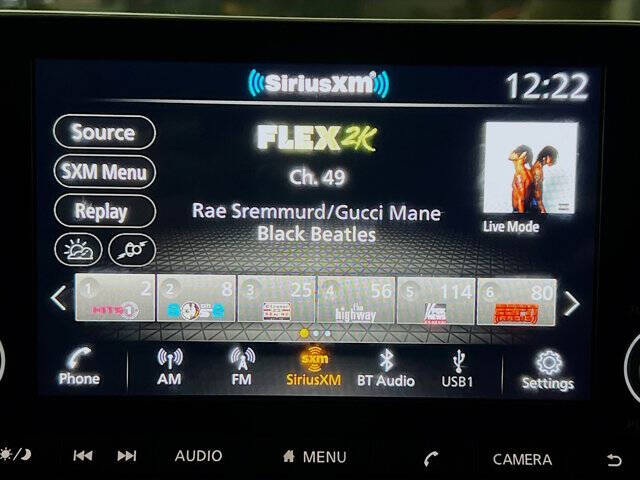 SiriusXM
12:22
Source
FLEX2K
SXM Menu
Ch. 49
Replay
Rae Sremmurd/Gucci Mane
Black Beatles
Live Mode
1 2 2 8 3 25 4 56 5 114 6 80
HITS1
the highway
Phone AM FM SiriusXM BT Audio USB1 Settings
sxm
AUDIO MENU CAMERA